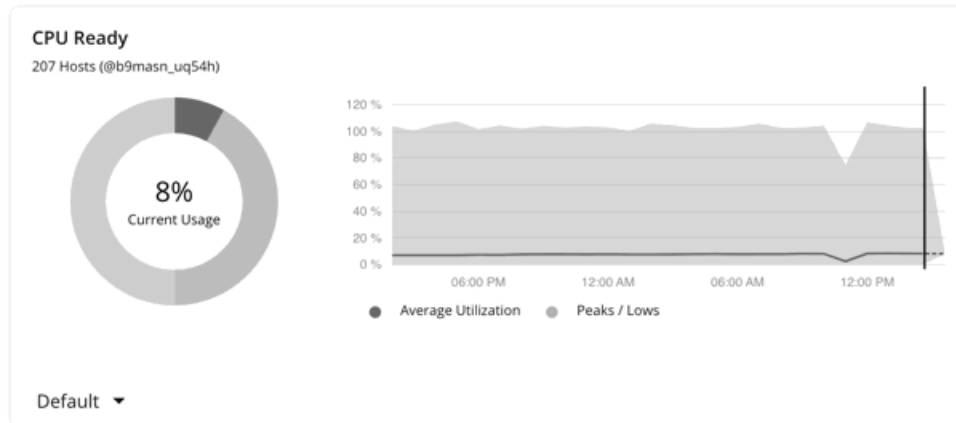 CPU Ready
207 Hosts (@b9masn_uq54h)
8%
Current Usage
120 %
100 %
80 %
60 %
40 %
20 %
0 %
06:00 PM
12:00 AM
06:00 AM
12:00 PM
Average Utilization
Peaks / Lows
Default